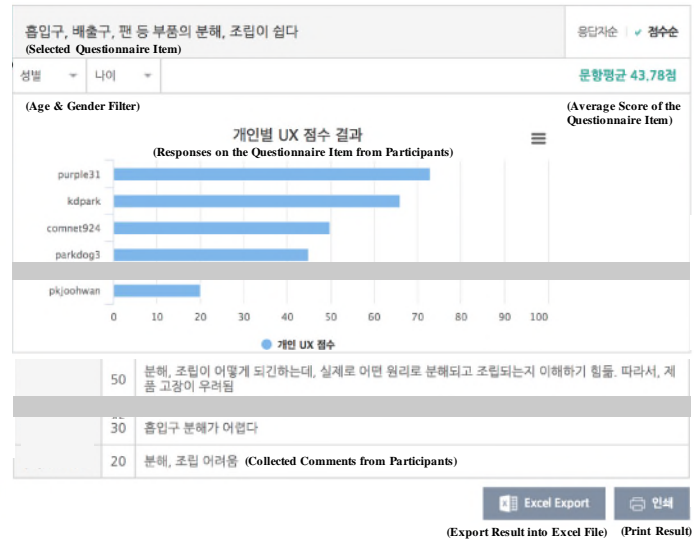 흡입구, 배출구, 팬 등 부품의 분해, 조립이 쉽다
응답자순 ✓ 점수순
(Selected Questionnaire Item)
성별 나이 문항평균 43.78점
(Age & Gender Filter)
(Average Score of the
Questionnaire Item)
개인별 UX 점수 결과
(Responses on the Questionnaire Item from Participants)
purple31
kdpark
comnet924
parkdog3
pkjoohwan
0 10 20 30 40 50 60 70 80 90 100
개인 UX 점수
50 분해, 조립이 어떻게 되긴하는데, 실제로 어떤 원리로 분해되고 조립되는지 이해하기 힘듦. 따라서, 제
품 고장이 우려됨
30 흡입구 분해가 어렵다
20 분해, 조립 어려움 (Collected Comments from Participants)
Excel Export 인쇄
(Export Result into Excel File) (Print Result)